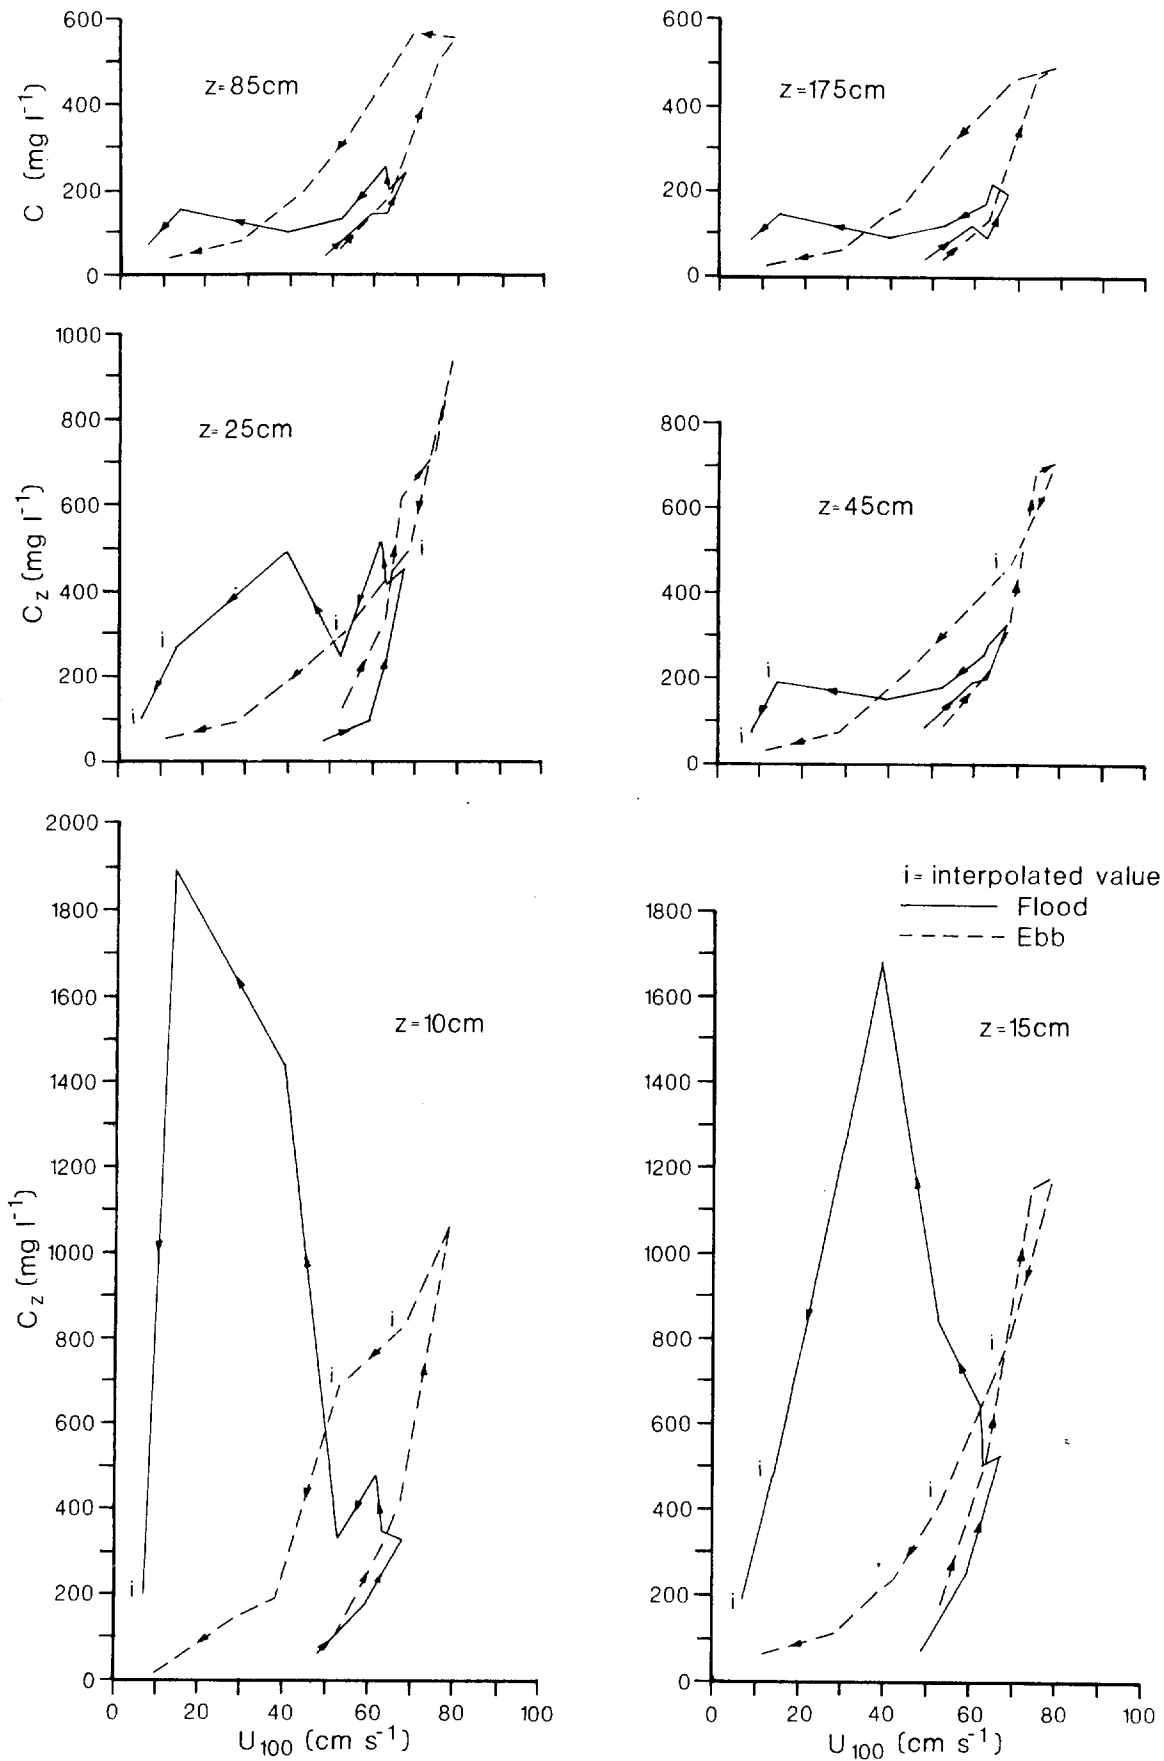 600
400
200
0
C (mg l⁻¹)
z=85cm
600
400
200
0
z=175cm
1000
800
600
400
200
0
C_z (mg l⁻¹)
z=25cm
i
i
i
i
800
600
400
200
0
z=45cm
i
i
i
2000
1800
1600
1400
1200
1000
800
600
400
200
0
C_z (mg l⁻¹)
z=10cm
i
i
i
0 20 40 60 80 100
U₁₀₀ (cm s⁻¹)
i= interpolated value
Flood
Ebb
1800
1600
1400
1200
1000
800
600
400
200
0
z=15cm
i
i
i
i
0 20 40 60 80 100
U₁₀₀ (cm s⁻¹)